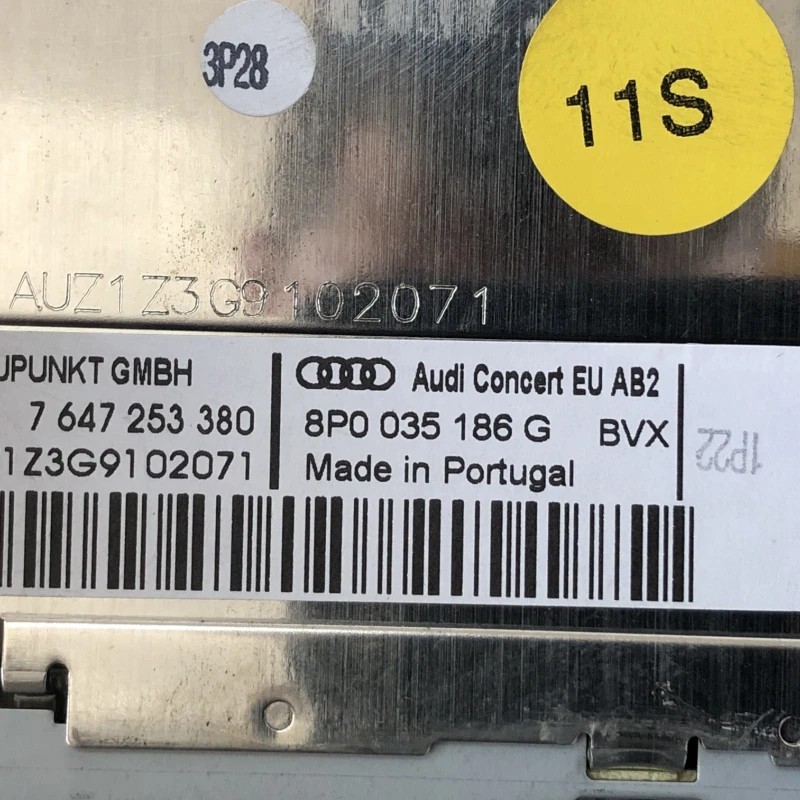 3P28
11S
AUZ1Z3G9102071
UPUNKT GMBH
7 647 253 380
1Z3G9102071
Audi Concert EU AB2
8P0 035 186 G BVX
Made in Portugal
1P22